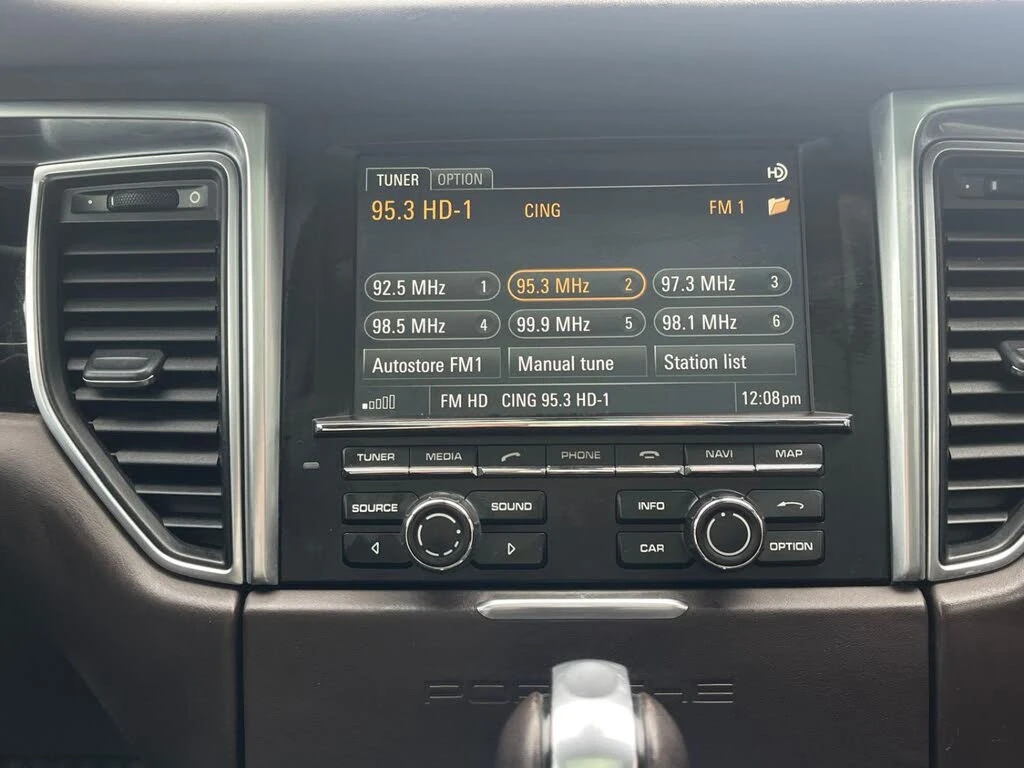 TUNER OPTION HD
95.3 HD-1 CING FM 1
92.5 MHz 1 95.3 MHz 2 97.3 MHz 3
98.5 MHz 4 99.9 MHz 5 98.1 MHz 6
Autostore FM1 Manual tune Station list
FM HD CING 95.3 HD-1 12:08pm
TUNER MEDIA PHONE NAVI MAP
SOURCE SOUND INFO
CAR OPTION
PORSCHE